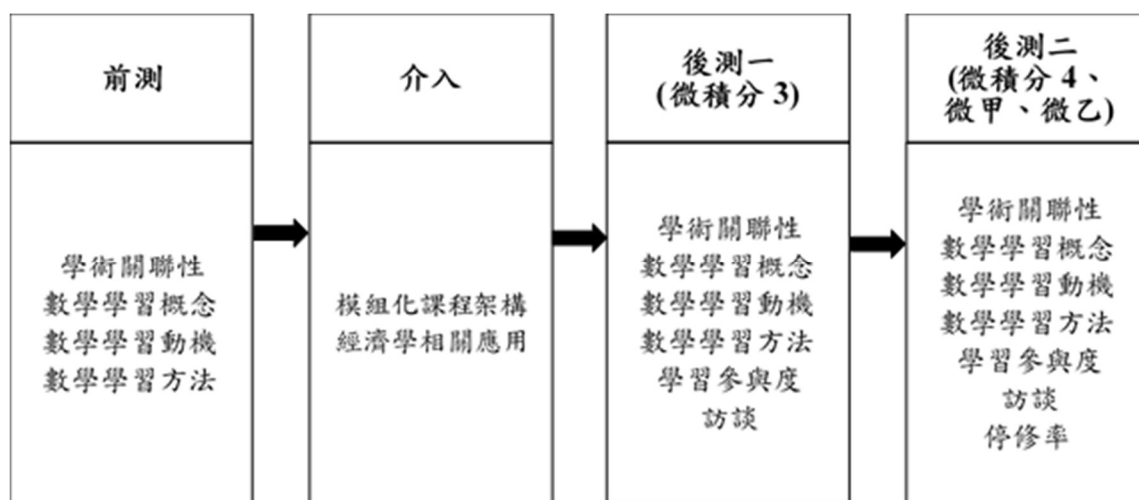 前測
學術關聯性
數學學習概念
數學學習動機
數學學習方法
介入
模組化課程架構
經濟學相關應用
後測一
(微積分 3)
學術關聯性
數學學習概念
數學學習動機
數學學習方法
學習參與度
訪談
後測二
(微積分 4、
微甲、微乙)
學術關聯性
數學學習概念
數學學習動機
數學學習方法
學習參與度
訪談
停修率